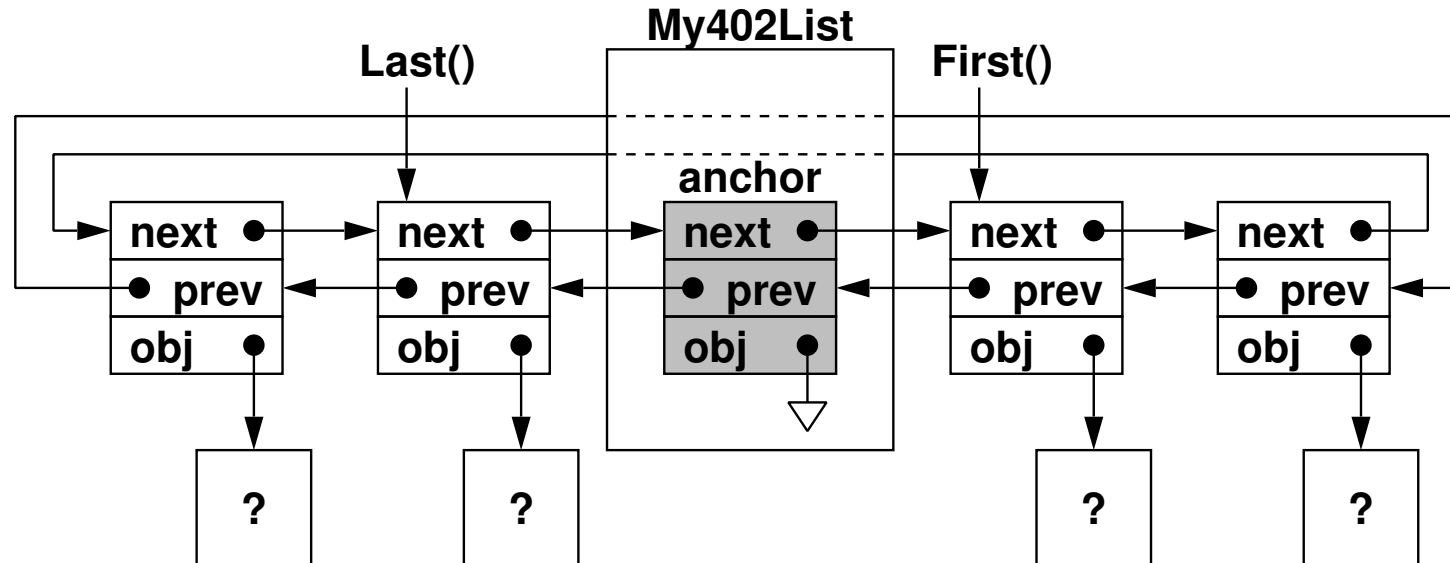 My402List
Last()
First()
anchor
next
next
next
next
next
prev
prev
prev
prev
prev
obj
obj
obj
obj
obj
?
?
?
?